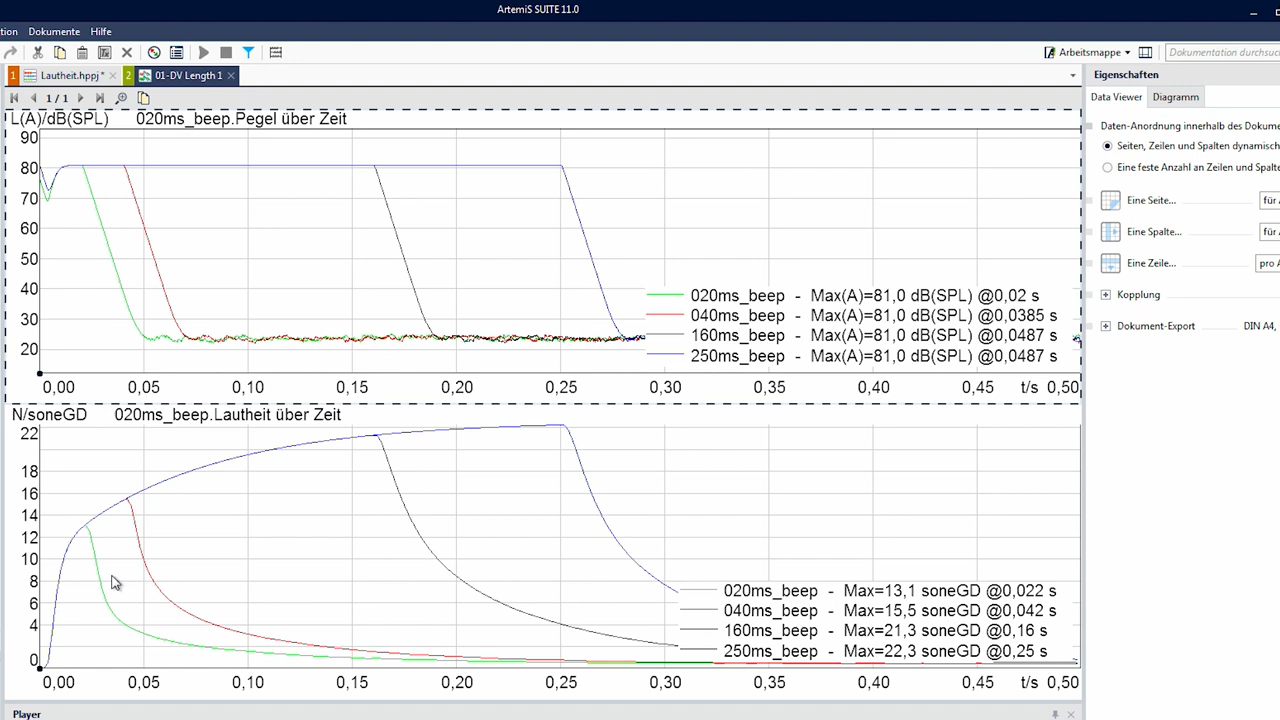 ArtemiS SUITE 11.0
tion Dokumente Hilfe
Arbeitsmappe
Dokumentation durchsuc
1 Lautheit.hppj* 2 01-DV Length 1
1 / 1
L(A)/dB(SPL) 020ms_beep.Pegel über Zeit
90
80
70
60
50
40
30
20
020ms_beep - Max(A)=81,0 dB(SPL) @0,02 s
040ms_beep - Max(A)=81,0 dB(SPL) @0,0385 s
160ms_beep - Max(A)=81,0 dB(SPL) @0,0487 s
250ms_beep - Max(A)=81,0 dB(SPL) @0,0487 s
0,00 0,05 0,10 0,15 0,20 0,25 0,30 0,35 0,40 0,45 t/s 0,50
N/soneGD 020ms_beep.Lautheit über Zeit
22
18
16
14
12
10
8
6
4
0
020ms_beep - Max=13,1 soneGD @0,022 s
040ms_beep - Max=15,5 soneGD @0,042 s
160ms_beep - Max=21,3 soneGD @0,16 s
250ms_beep - Max=22,3 soneGD @0,25 s
0,00 0,05 0,10 0,15 0,20 0,25 0,30 0,35 0,40 0,45 t/s 0,50
Player
Eigenschaften
Data Viewer Diagramm
Daten-Anordnung innerhalb des Dokume
Seiten, Zeilen und Spalten dynamisch
Eine feste Anzahl an Zeilen und Spalte
Eine Seite... für A
Eine Spalte... für A
Eine Zeile... pro A
Kopplung
Dokument-Export DIN A4,